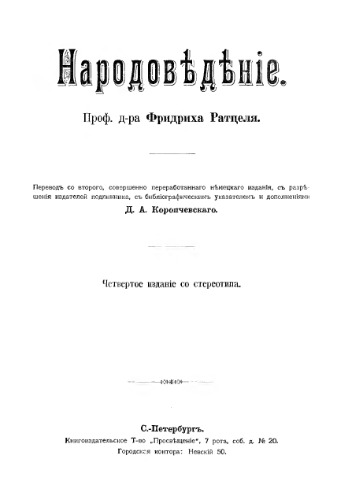 Народовѣдѣніе.
Проф. д-ра Фридриха Ратцеля.
Переводъ со второго, совершенно переработаннаго нѣмецкаго изданія, съ разрѣ-
шенія издателей подлинника, съ библіографическимъ указателемъ и дополненіями
Д. А. Коропчевскаго.
Четвертое изданіе со стереотипа.
С.-Петербургъ.
Книгоиздательское Т-во „Просвѣщеніе“, 7 рота, соб. д. № 20.
Городская контора: Невскій 50.